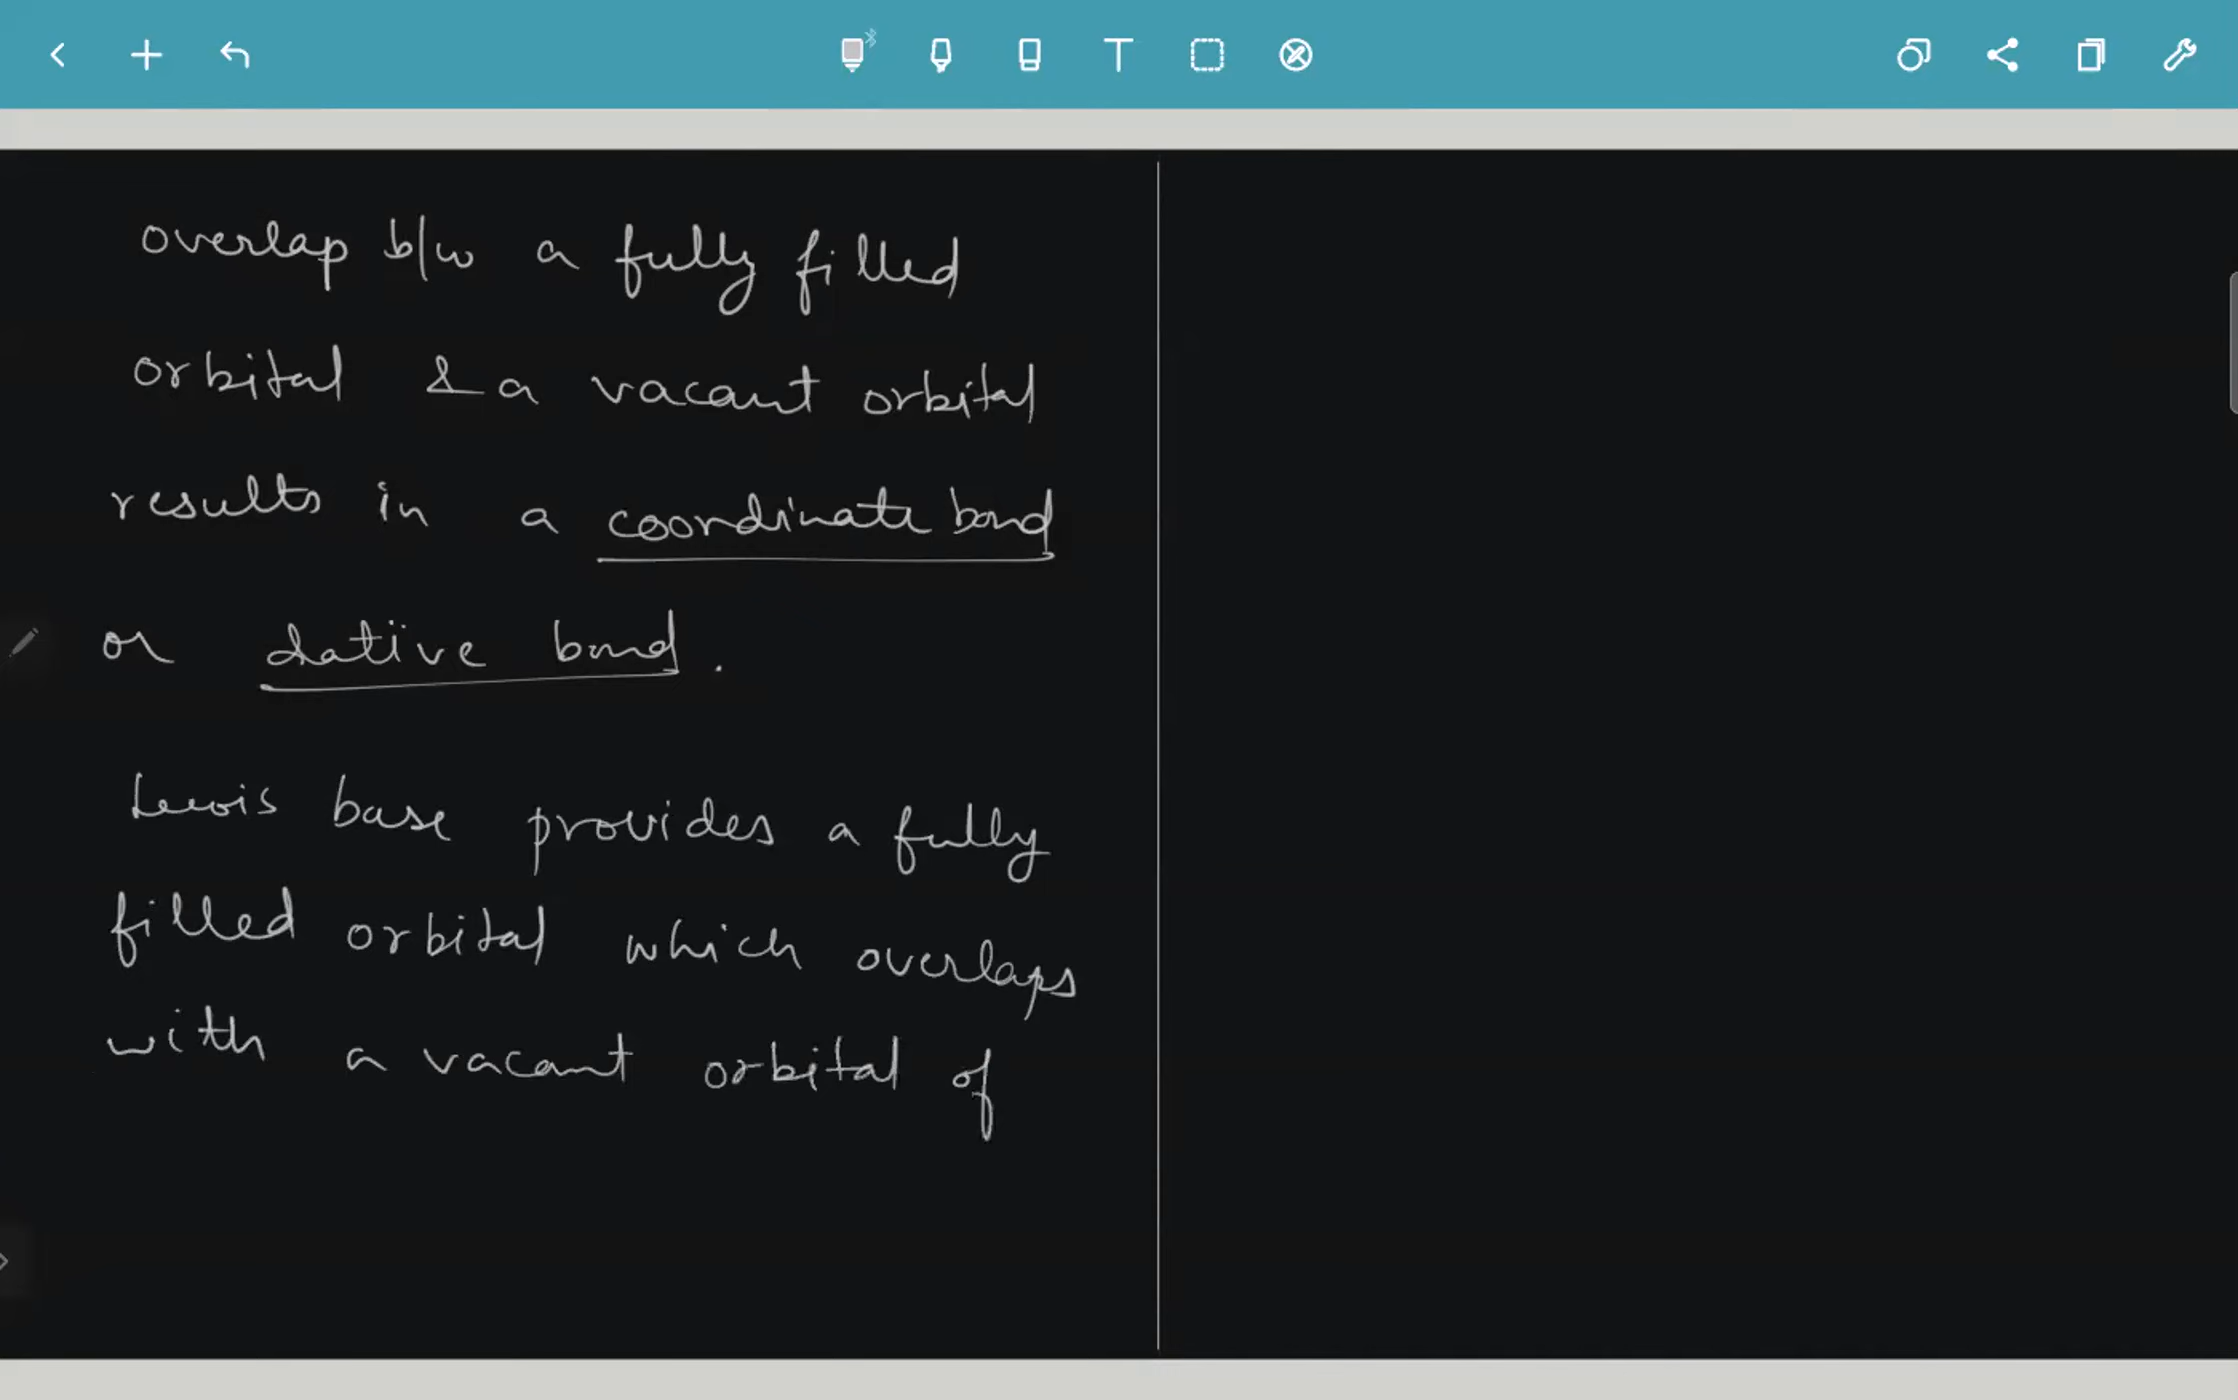 overlap b/w a fully filled
orbital & a vacant orbital
results in a coordinate bond
or dative bond.
Lewis base provides a fully
filled orbital which overlaps
with a vacant orbital of